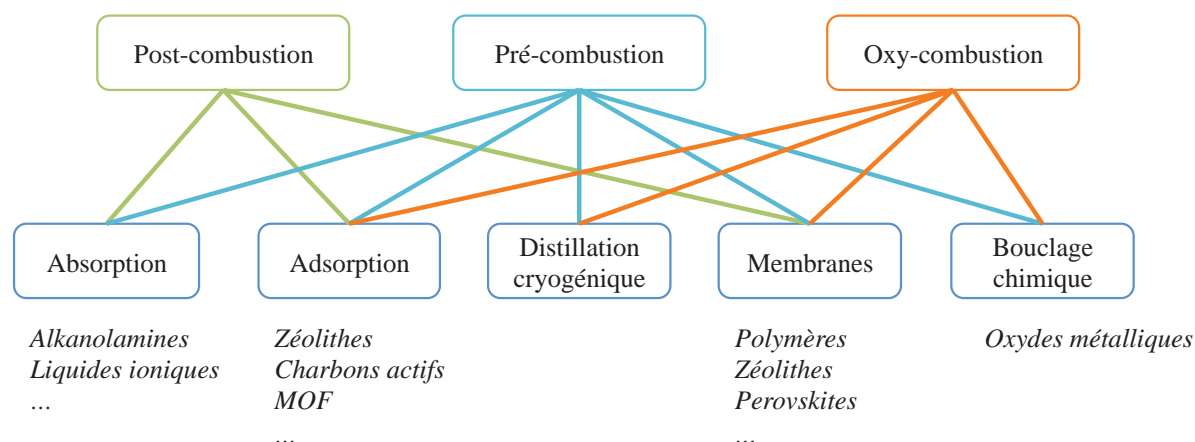 Post-combustion
Pré-combustion
Oxy-combustion
Absorption
Adsorption
Distillation
cryogénique
Membranes
Bouclage
chimique
Alkanolamines
Liquides ioniques
…
Zéolithes
Charbons actifs
MOF
…
Polymères
Zéolithes
Perovskites
…
Oxydes métalliques